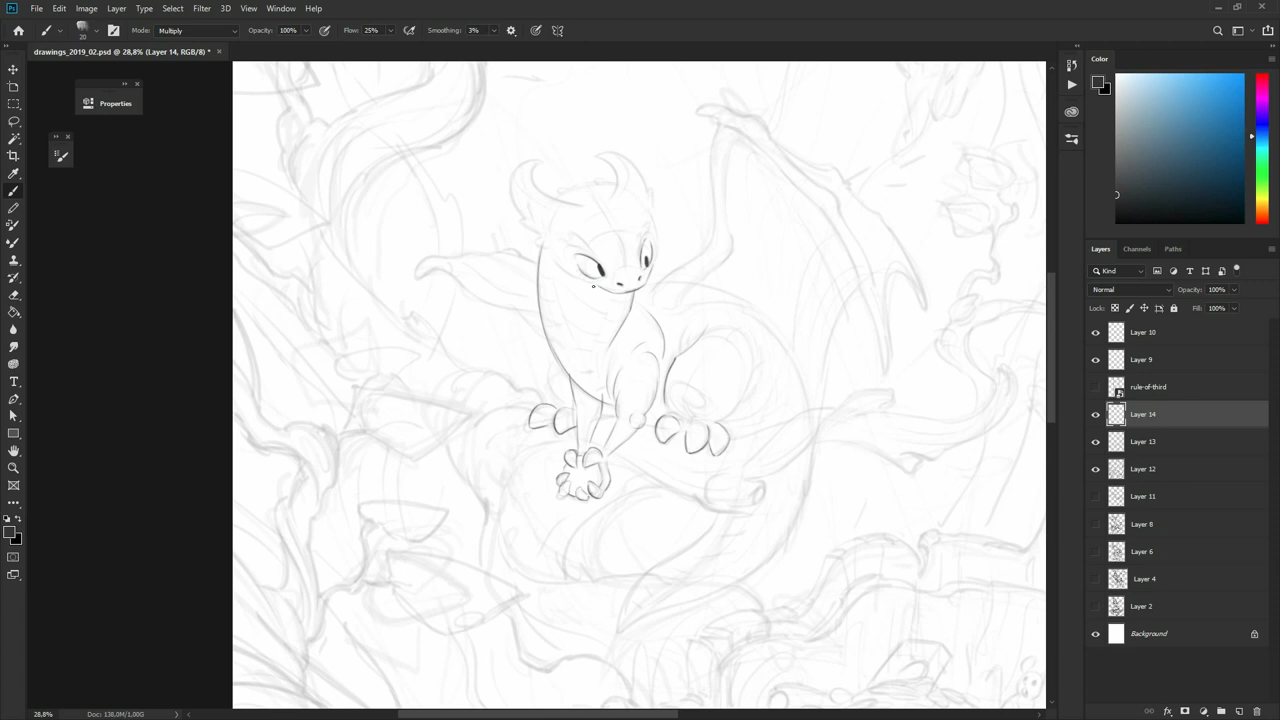 Ps File Edit Image Layer Type Select Filter 3D View Window Help
20 Mode: Multiply Opacity: 100% Flow: 25% Smoothing: 3%
drawings_2019_02.psd @ 28,8% (Layer 14, RGB/8) *
Properties
Color
Layers Channels Paths
Kind
Normal Opacity: 100%
Lock: Fill: 100%
Layer 10
Layer 9
rule-of-third
Layer 14
Layer 13
Layer 12
Layer 11
Layer 8
Layer 6
Layer 4
Layer 2
Background
28,8% Doc: 138,0M/1,00G